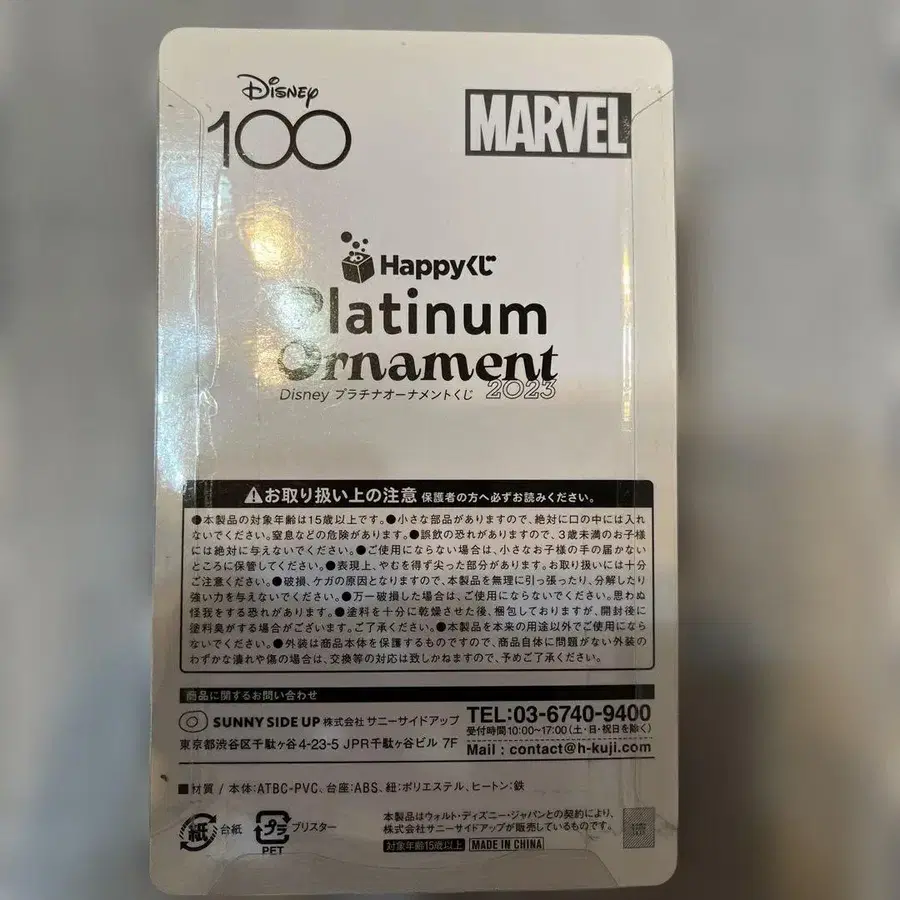 Disney
100
MARVEL
Happyくじ
Platinum
Ornament
Disney プラチナオーナメントくじ 2023
⚠お取り扱い上の注意 保護者の方へ必ずお読みください。
●本製品の対象年齢は15歳以上です。●小さな部品がありますので、絶対に口の中には入れ
ないでください。窒息などの危険があります。●誤飲の恐れがありますので、3歳未満のお子様
には絶対に与えないでください。●ご使用にならない場合は、小さなお子様の手の届かない
ところに保管してください。●表現上、やむを得ず尖った部分があります。お取り扱いには十分
ご注意ください。●破損、ケガの原因となりますので、本製品を無理に引っ張ったり、分解したり
強い力を与えないでください。●万一破損した場合は、ご使用にならないでください。思わぬ
怪我をする恐れがあります。●塗料を十分に乾燥させた後、梱包しておりますが、開封後に
塗料臭がする場合がございます。ご了承ください。●本製品を本来の用途以外でご使用になら
ないでください。●外装は商品本体を保護するものですので、商品自体に問題がない外装の
わずかな潰れや傷の場合は、交換等の対応は致しかねますので、予めご了承ください。
商品に関するお問い合わせ
SUNNY SIDE UP 株式会社 サニーサイドアップ
東京都渋谷区千駄ヶ谷4-23-5 JPR千駄ヶ谷ビル 7F
TEL:03-6740-9400
受付時間10:00~17:00(土・日・祝日を除く)
Mail : contact@h-kuji.com
■材質 / 本体:ATBC-PVC、台座:ABS、紐:ポリエステル、ヒートン:鉄
紙 台紙
プラ ブリスター
PET
本製品はウォルト・ディズニー・ジャパンとの契約により、
株式会社サニーサイドアップが販売しているものです。
対象年齢15歳以上 MADE IN CHINA